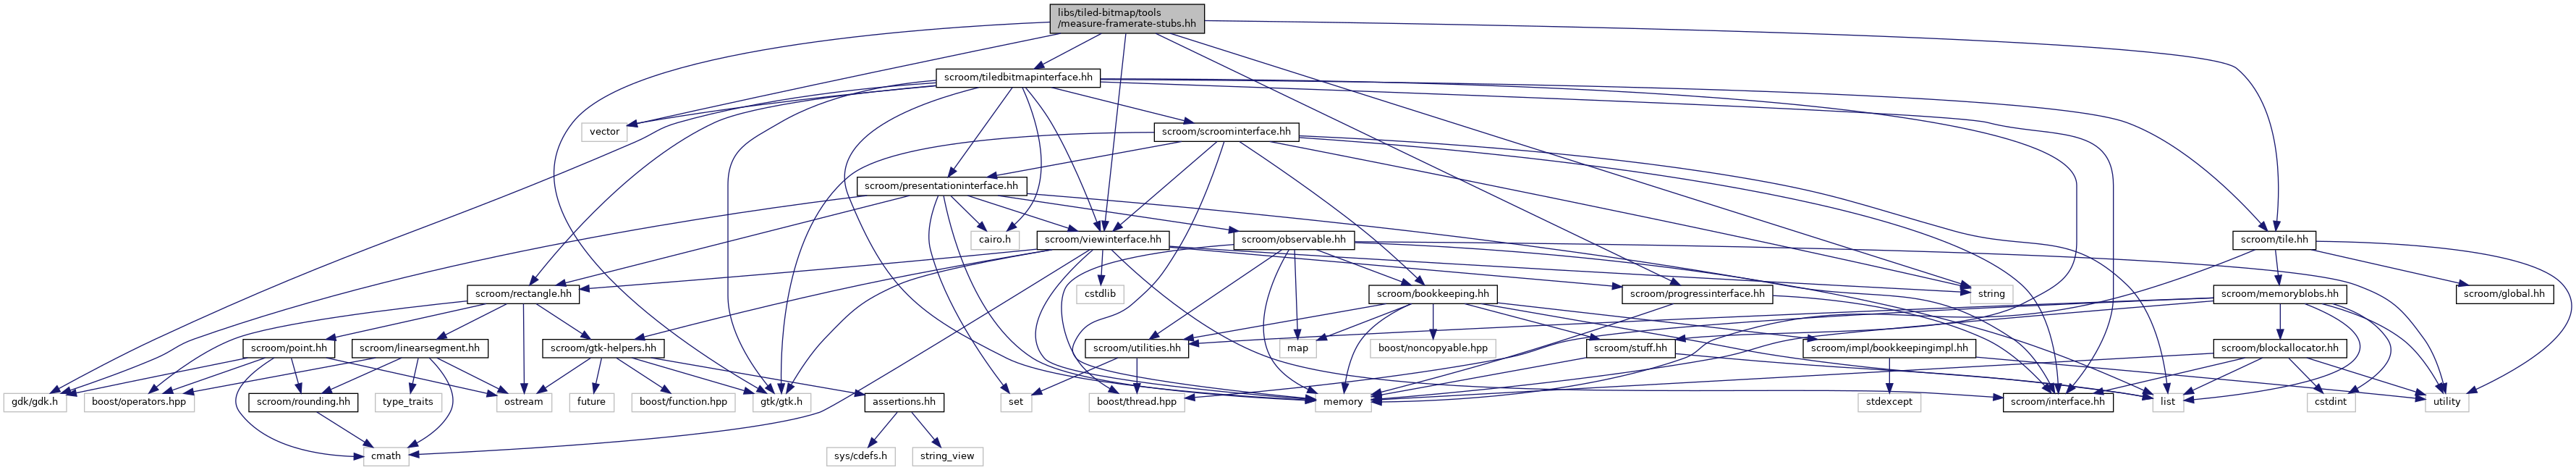 libs/tiled-bitmap/tools
/measure-framerate-stubs.hh
scroom/tiledbitmapinterface.hh
vector
scroom/scroominterface.hh
scroom/presentationinterface.hh
cairo.h
scroom/viewinterface.hh
scroom/observable.hh
scroom/tile.hh
scroom/rectangle.hh
cstdlib
scroom/bookkeeping.hh
scroom/progressinterface.hh
string
scroom/memoryblobs.hh
scroom/global.hh
scroom/point.hh
scroom/linearsegment.hh
scroom/gtk-helpers.hh
scroom/utilities.hh
map
boost/noncopyable.hpp
scroom/stuff.hh
scroom/impl/bookkeepingimpl.hh
scroom/blockallocator.hh
gdk/gdk.h
boost/operators.hpp
scroom/rounding.hh
type_traits
ostream
future
boost/function.hpp
gtk/gtk.h
assertions.hh
set
boost/thread.hpp
memory
stdexcept
scroom/interface.hh
list
cstdint
utility
cmath
sys/cdefs.h
string_view